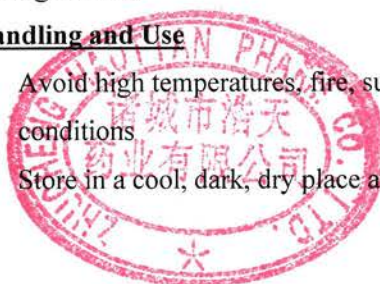 andling and Use
Avoid high temperatures, fire, su
conditions
Store in a cool, dark, dry place a
ZHUCHENG HAOTIAN PHARM CO., LTD.
诸城市浩天
药业有限公司